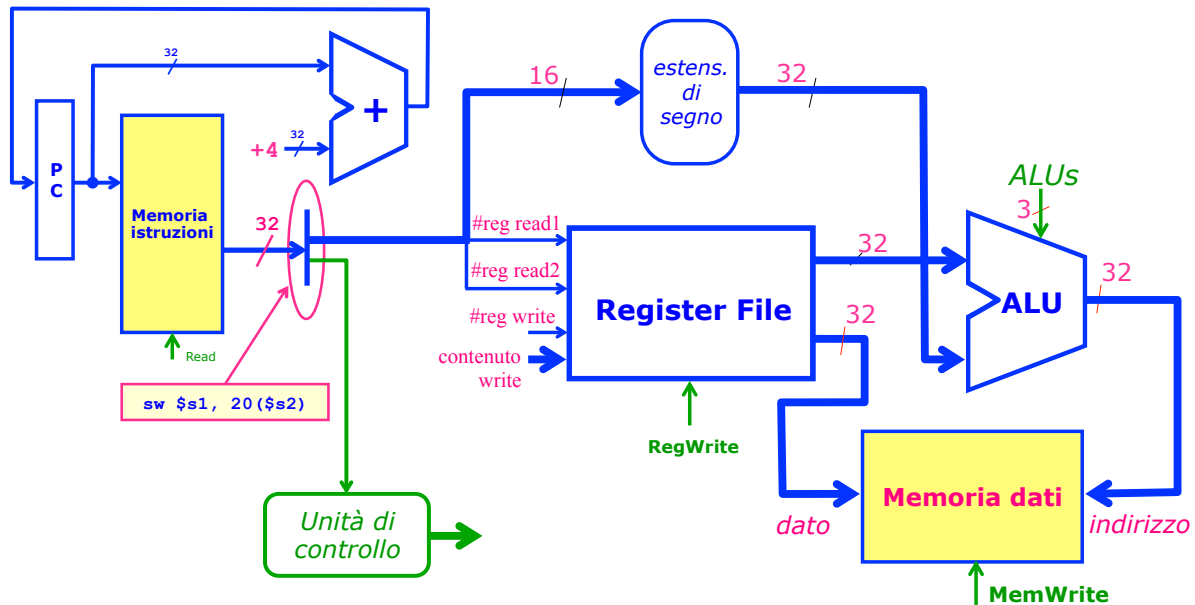 32
+
+4
32
P
C
Memoria
istruzioni
Read
32
sw $s1, 20($s2)
16
estens.
di
segno
32
#reg read1
#reg read2
#reg write
contenuto
write
Register File
RegWrite
32
32
ALUs
3
ALU
32
Unità di
controllo
dato
Memoria dati
indirizzo
MemWrite